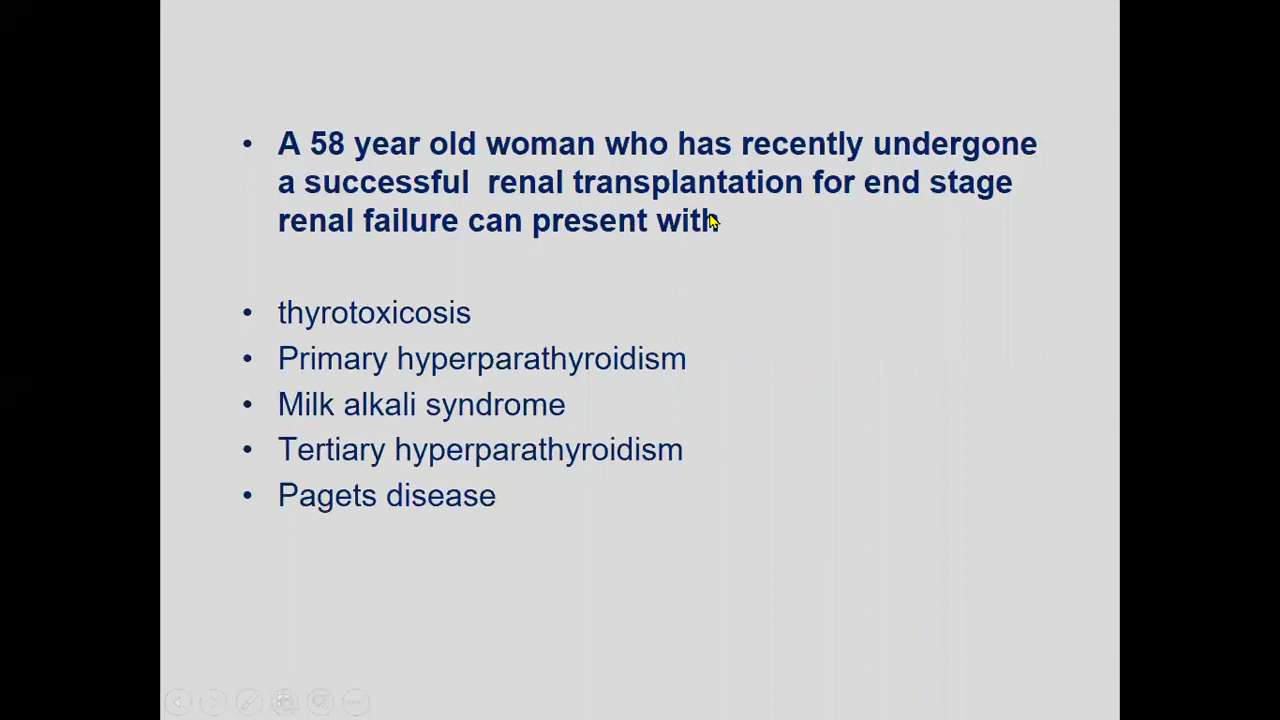 • A 58 year old woman who has recently undergone
a successful  renal transplantation for end stage
renal failure can present with
• thyrotoxicosis
• Primary hyperparathyroidism
• Milk alkali syndrome
• Tertiary hyperparathyroidism
• Pagets disease